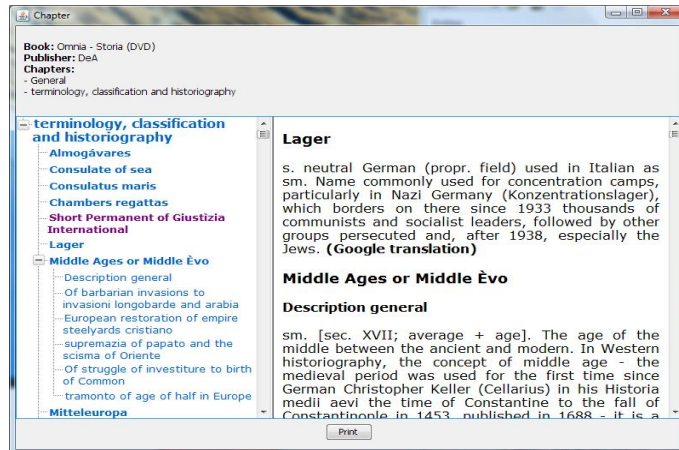 Chapter
Book: Omnia - Storia (DVD)
Publisher: DeA
Chapters:
- General
- terminology, classification and historiography
terminology, classification
and historiography
Almogávares
Consulate of sea
Consulatus maris
Chambers regattas
Short Permanent of Giustizia
International
Lager
Middle Ages or Middle Èvo
Description general
Of barbarian invasions to
invasioni longobarde and arabia
European restoration of empire
steelyards cristiano
supremazia of papato and the
scisma of Oriente
Of struggle of investiture to birth
of Common
tramonto of age of half in Europe
Mitteleuropa
Lager
s. neutral German (propr. field) used in Italian as
sm. Name commonly used for concentration camps,
particularly in Nazi Germany (Konzentrationslager),
which borders on there since 1933 thousands of
communists and socialist leaders, followed by other
groups persecuted and, after 1938, especially the
Jews. (Google translation)
Middle Ages or Middle Èvo
Description general
sm. [sec. XVII; average + age]. The age of the
middle between the ancient and modern. In Western
historiography, the concept of middle age - the
medieval period was used for the first time since
German Christopher Keller (Cellarius) in his Historia
medii aevi the time of Constantine to the fall of
Constantinople in 1453, published in 1688 - it is a
Print